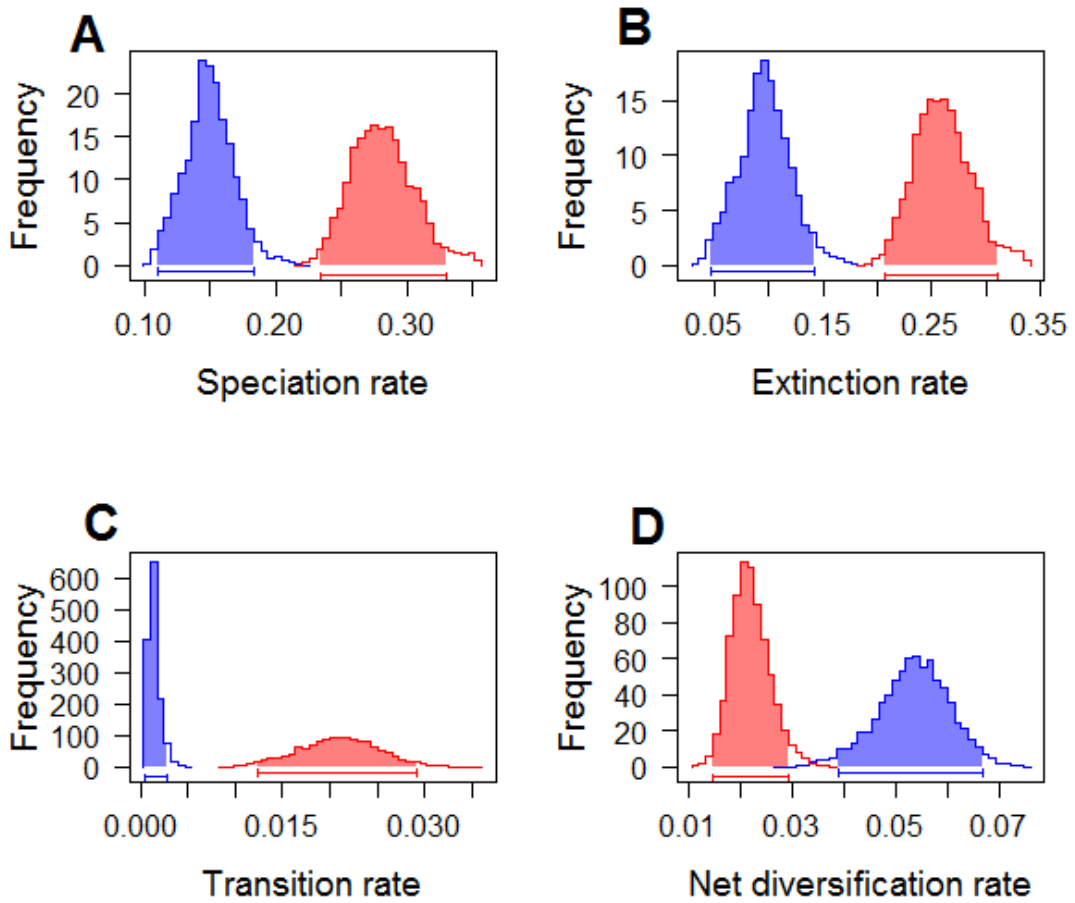 A
Frequency
20
15
10
5
0
0.10 0.20 0.30
Speciation rate
B
Frequency
15
10
5
0
0.05 0.15 0.25 0.35
Extinction rate
C
Frequency
600
500
400
300
200
100
0
0.000 0.015 0.030
Transition rate
D
Frequency
100
80
60
40
20
0
0.01 0.03 0.05 0.07
Net diversification rate